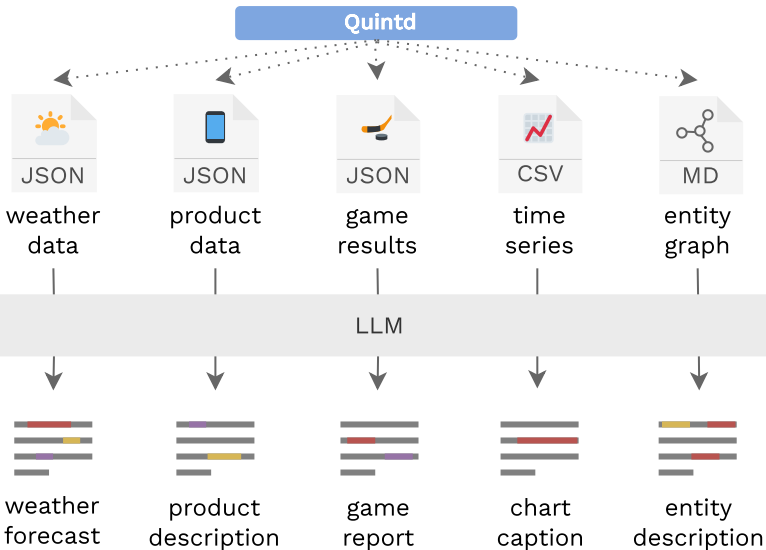 Quintd
JSON
JSON
JSON
CSV
MD
weather
data
product
data
game
results
time
series
entity
graph
LLM
weather
forecast
product
description
game
report
chart
caption
entity
description